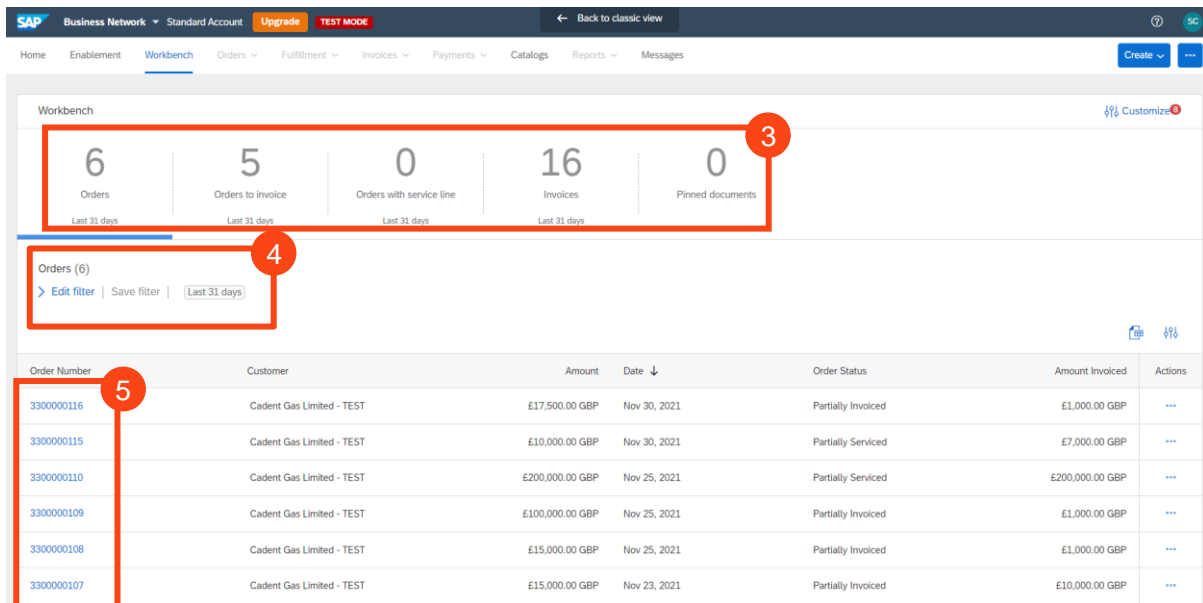 SAP Business Network Standard Account Upgrade TEST MODE ← Back to classic view ? SC
Home Enablement Workbench Orders Fulfillment Invoices Payments Catalogs Reports Messages Create ...
Workbench Customize 8
3
6 5 0 16 0
Orders Orders to invoice Orders with service line Invoices Pinned documents
Last 31 days Last 31 days Last 31 days Last 31 days
4
Orders (6)
> Edit filter | Save filter | Last 31 days
Order Number Customer Amount Date ↓ Order Status Amount Invoiced Actions
5
3300000116 Cadent Gas Limited - TEST £17,500.00 GBP Nov 30, 2021 Partially Invoiced £1,000.00 GBP ...
3300000115 Cadent Gas Limited - TEST £10,000.00 GBP Nov 30, 2021 Partially Serviced £7,000.00 GBP ...
3300000110 Cadent Gas Limited - TEST £200,000.00 GBP Nov 25, 2021 Partially Serviced £200,000.00 GBP ...
3300000109 Cadent Gas Limited - TEST £100,000.00 GBP Nov 25, 2021 Partially Invoiced £1,000.00 GBP ...
3300000108 Cadent Gas Limited - TEST £15,000.00 GBP Nov 25, 2021 Partially Invoiced £1,000.00 GBP ...
3300000107 Cadent Gas Limited - TEST £15,000.00 GBP Nov 23, 2021 Partially Invoiced £10,000.00 GBP ...